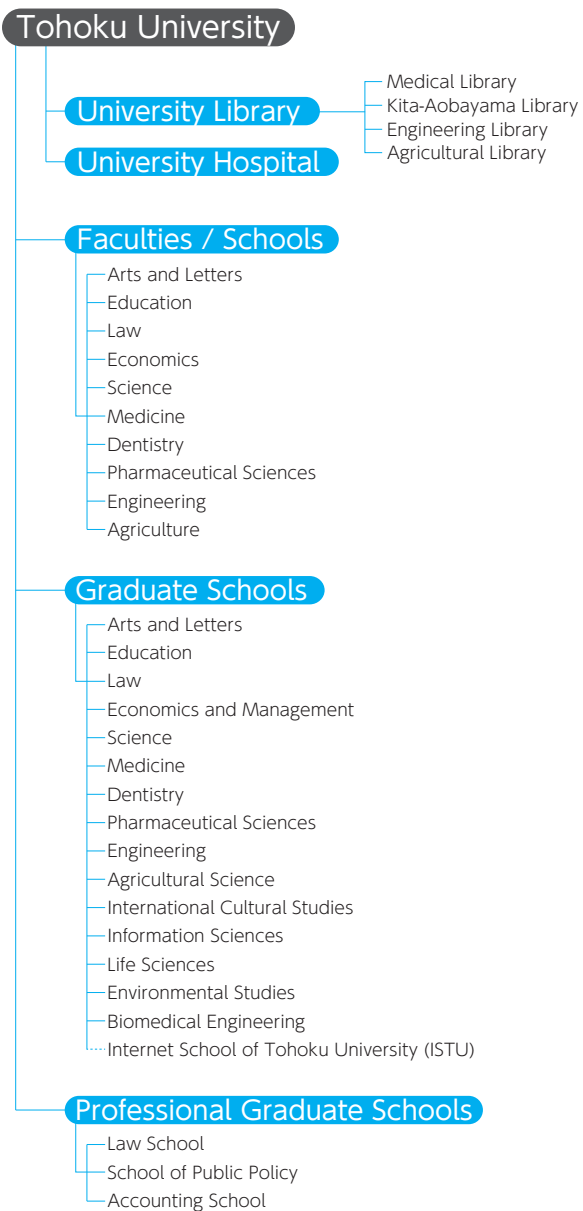 Tohoku University
University Library
Medical Library
Kita-Aobayama Library
Engineering Library
Agricultural Library
University Hospital
Faculties / Schools
Arts and Letters
Education
Law
Economics
Science
Medicine
Dentistry
Pharmaceutical Sciences
Engineering
Agriculture
Graduate Schools
Arts and Letters
Education
Law
Economics and Management
Science
Medicine
Dentistry
Pharmaceutical Sciences
Engineering
Agricultural Science
International Cultural Studies
Information Sciences
Life Sciences
Environmental Studies
Biomedical Engineering
Internet School of Tohoku University (ISTU)
Professional Graduate Schools
Law School
School of Public Policy
Accounting School